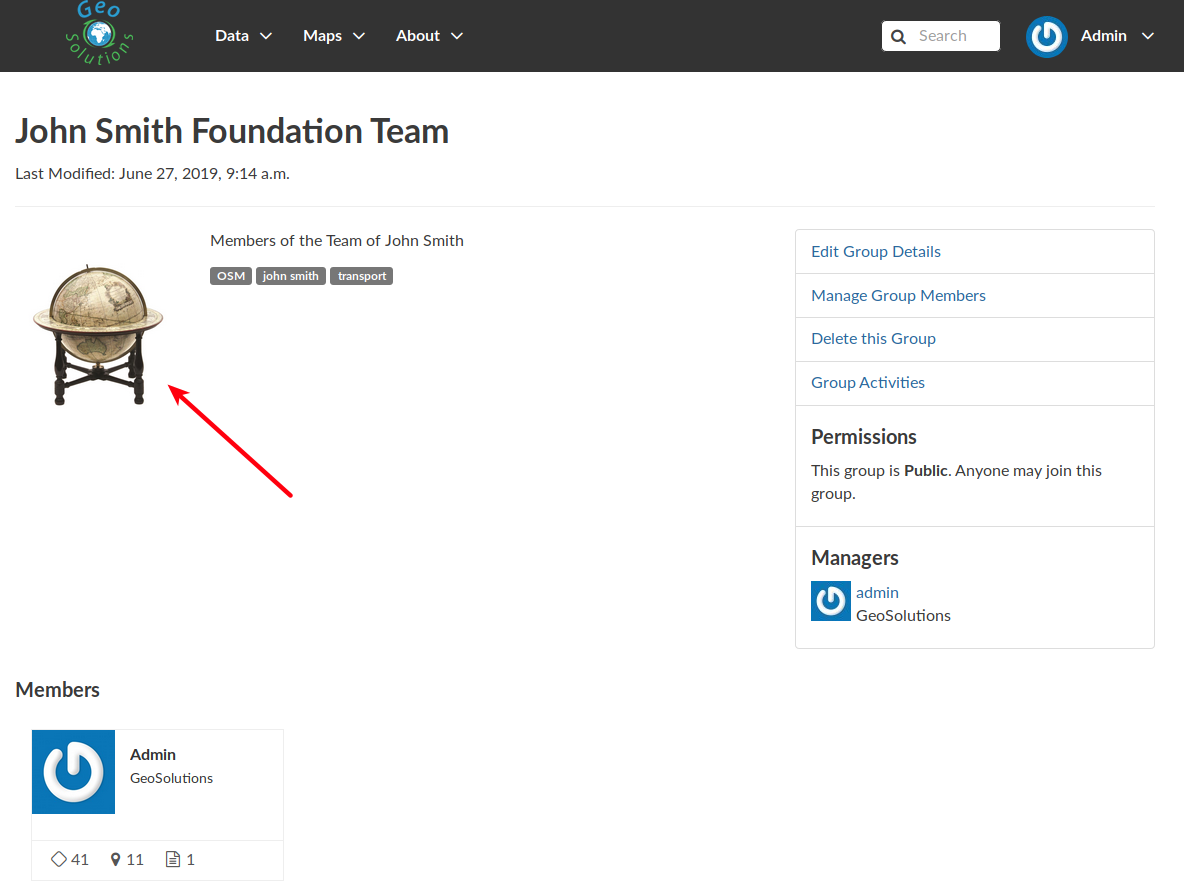 Geo
Solutions
Data
Maps
About
Search
Admin
John Smith Foundation Team
Last Modified: June 27, 2019, 9:14 a.m.
Members of the Team of John Smith
OSM john smith transport
Edit Group Details
Manage Group Members
Delete this Group
Group Activities
Permissions
This group is Public. Anyone may join this
group.
Managers
admin
GeoSolutions
Members
Admin
GeoSolutions
41 11 1